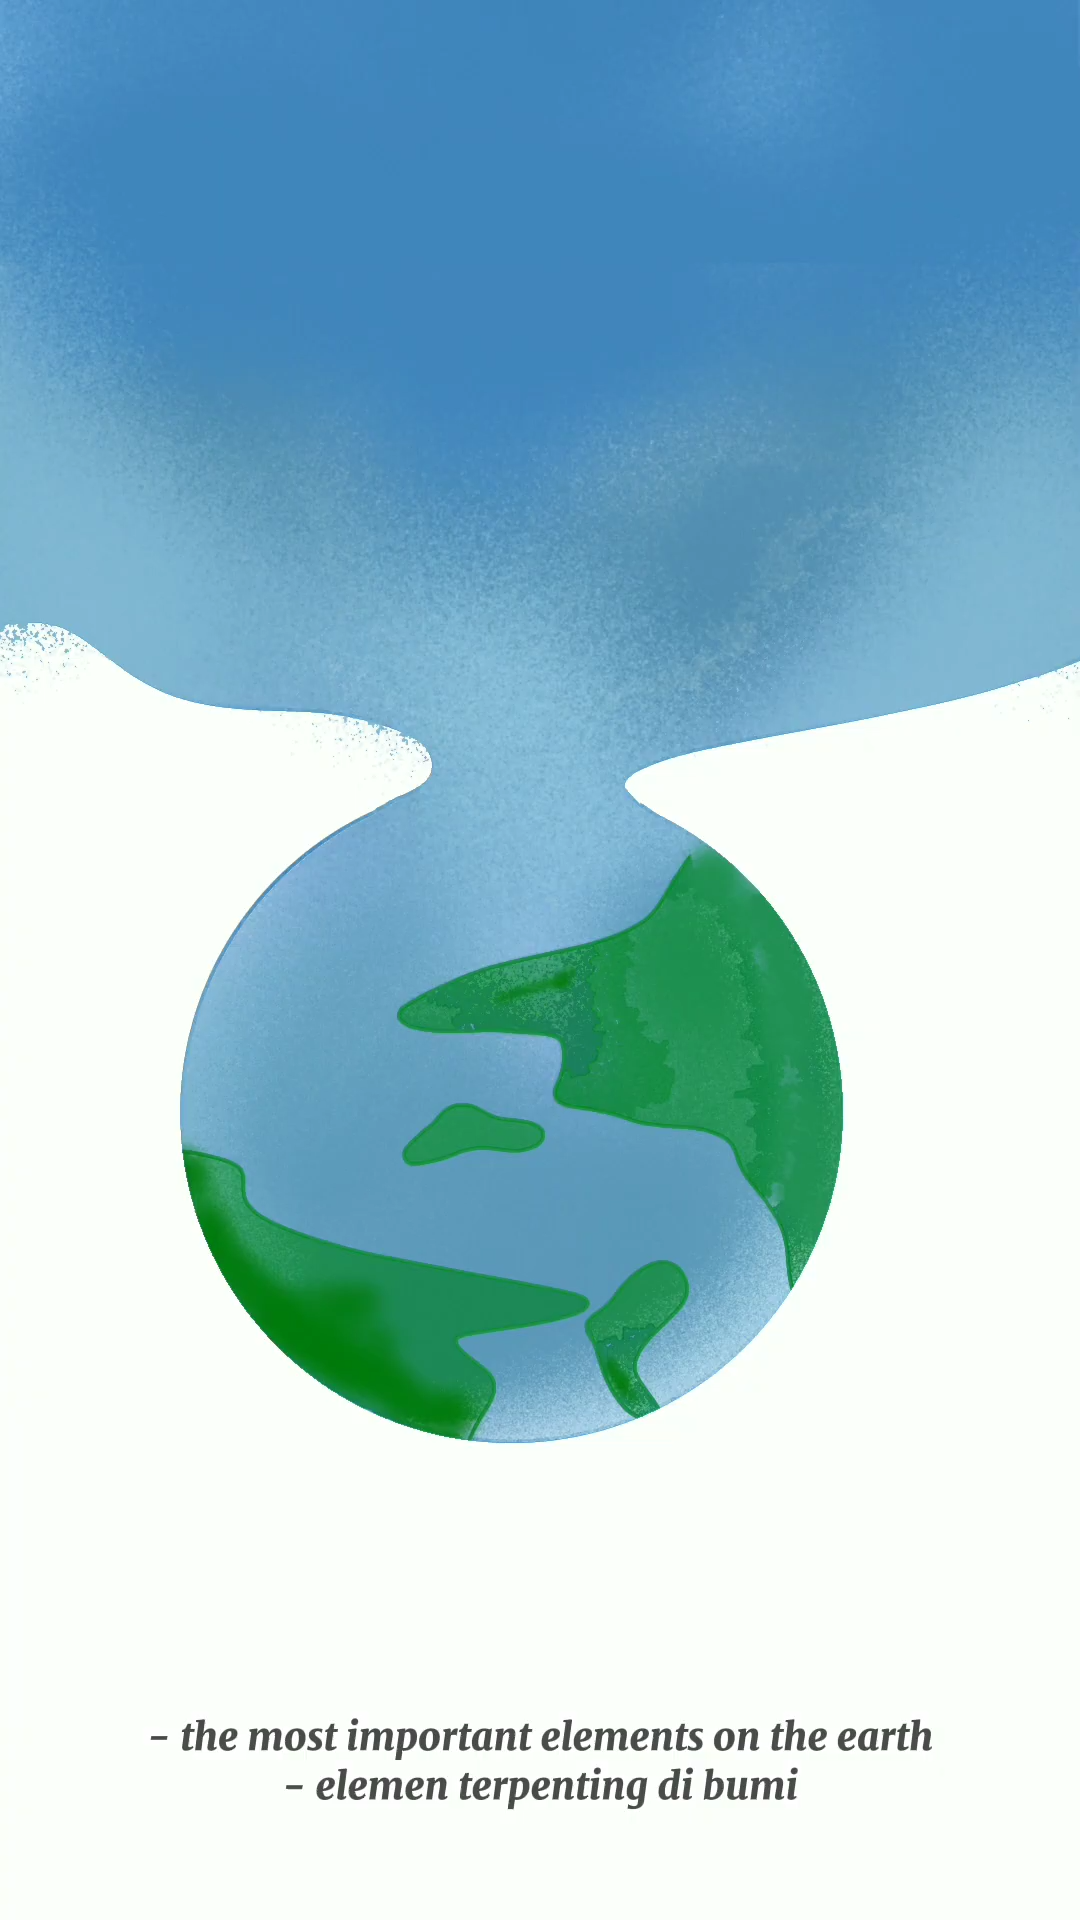 – the most important elements on the earth
– elemen terpenting di bumi